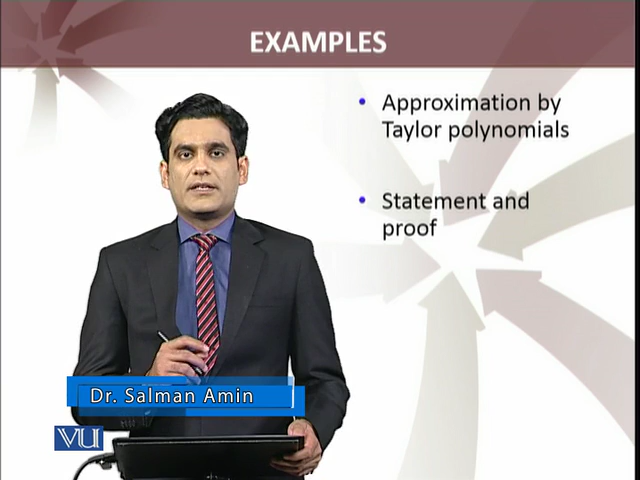 EXAMPLES
• Approximation by
Taylor polynomials
• Statement and
proof
Dr. Salman Amin
VU